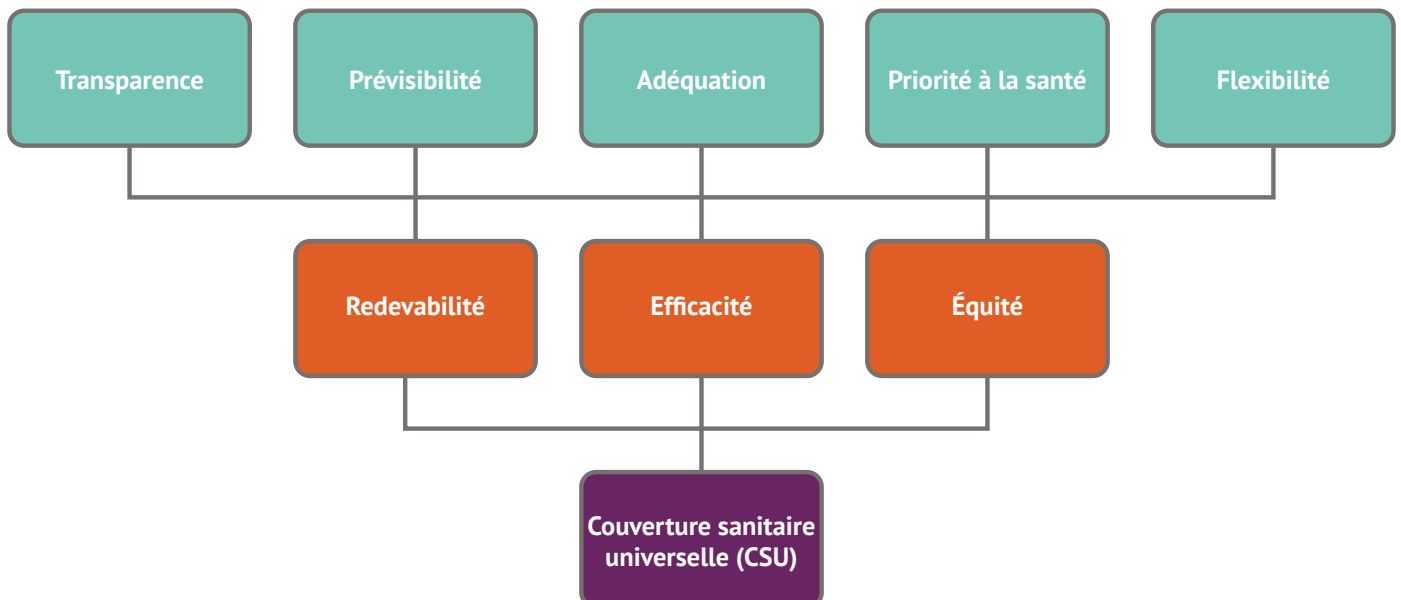 Transparence
Prévisibilité
Adéquation
Priorité à la santé
Flexibilité
Redevabilité
Efficacité
Équité
Couverture sanitaire
universelle (CSU)